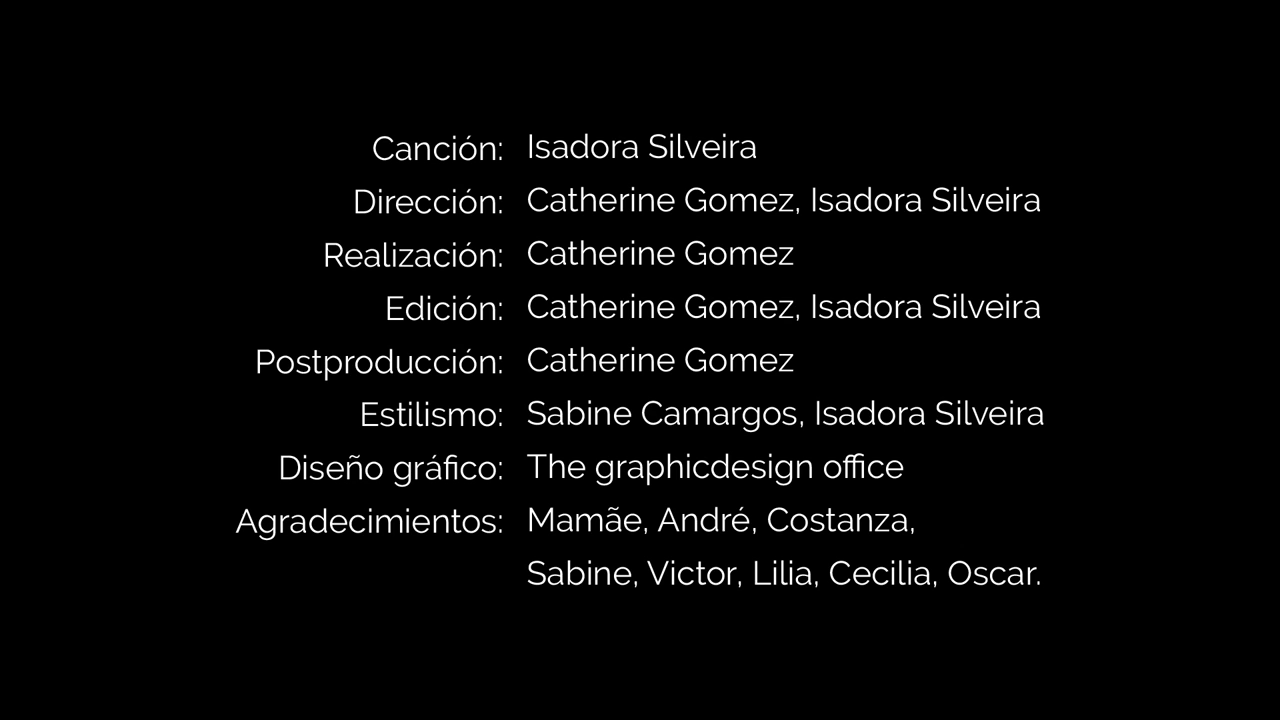 Canción: Isadora Silveira
Dirección: Catherine Gomez, Isadora Silveira
Realización: Catherine Gomez
Edición: Catherine Gomez, Isadora Silveira
Postproducción: Catherine Gomez
Estilismo: Sabine Camargos, Isadora Silveira
Diseño gráfico: The graphicdesign office
Agradecimientos: Mamãe, André, Costanza,
Sabine, Victor, Lilia, Cecilia, Oscar.